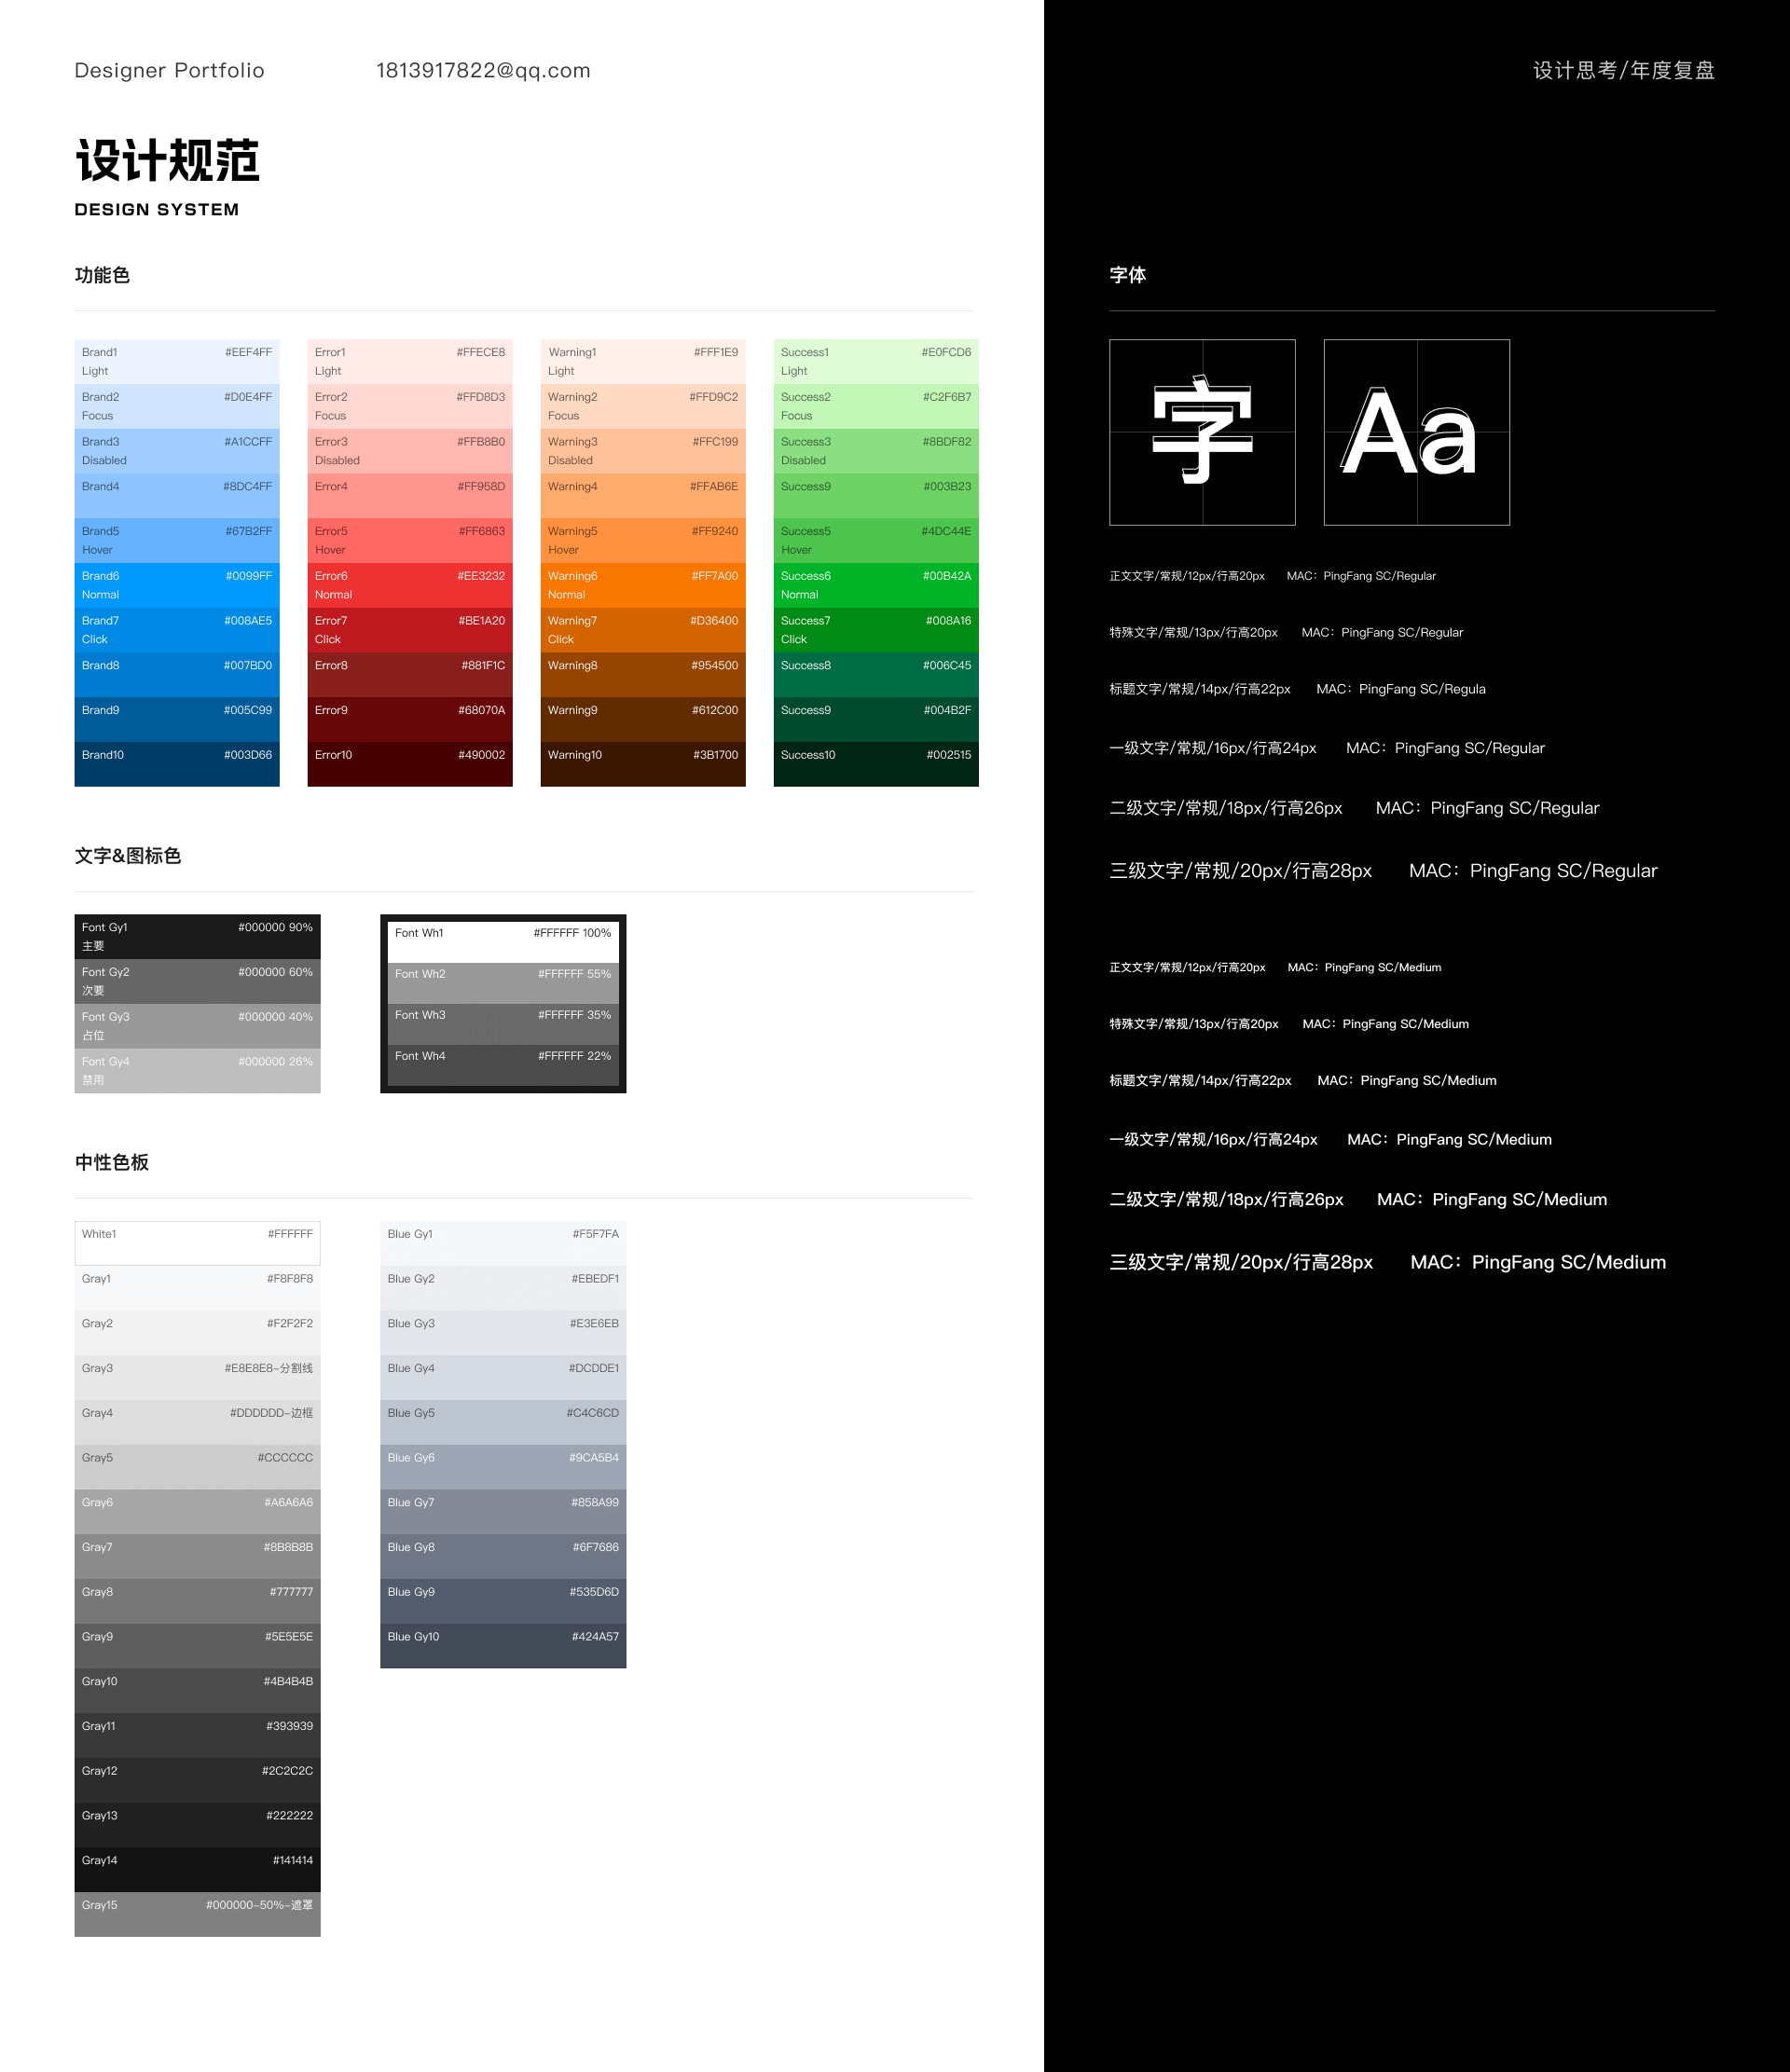 Designer Portfolio
1813917822@qq.com
设计思考/年度复盘
设计规范
DESIGN SYSTEM
功能色
Brand1 #EEF4FF
Light
Brand2 #D0E4FF
Focus
Brand3 #A1CCFF
Disabled
Brand4 #8DC4FF
Brand5 #67B2FF
Hover
Brand6 #0099FF
Normal
Brand7 #008AE5
Click
Brand8 #007BD0
Brand9 #005C99
Brand10 #003D66
Error1 #FFECE8
Light
Error2 #FFD8D3
Focus
Error3 #FFB8B0
Disabled
Error4 #FF958D
Error5 #FF6863
Hover
Error6 #EE3232
Normal
Error7 #BE1A20
Click
Error8 #881F1C
Error9 #68070A
Error10 #490002
Warning1 #FFF1E9
Light
Warning2 #FFD9C2
Focus
Warning3 #FFC199
Disabled
Warning4 #FFAB6E
Warning5 #FF9240
Hover
Warning6 #FF7A00
Normal
Warning7 #D36400
Click
Warning8 #954500
Warning9 #612C00
Warning10 #3B1700
Success1 #E0FCD6
Light
Success2 #C2F6B7
Focus
Success3 #8BDF82
Disabled
Success9 #003B23
Success5 #4DC44E
Hover
Success6 #00B42A
Normal
Success7 #008A16
Click
Success8 #006C45
Success9 #004B2F
Success10 #002515
文字&图标色
Font Gy1 #000000 90%
主要
Font Gy2 #000000 60%
次要
Font Gy3 #000000 40%
占位
Font Gy4 #000000 26%
禁用
Font Wh1 #FFFFFF 100%
Font Wh2 #FFFFFF 55%
Font Wh3 #FFFFFF 35%
Font Wh4 #FFFFFF 22%
中性色板
White1 #FFFFFF
Gray1 #F8F8F8
Gray2 #F2F2F2
Gray3 #E8E8E8-分割线
Gray4 #DDDDDD-边框
Gray5 #CCCCCC
Gray6 #A6A6A6
Gray7 #8B8B8B
Gray8 #777777
Gray9 #5E5E5E
Gray10 #4B4B4B
Gray11 #393939
Gray12 #2C2C2C
Gray13 #222222
Gray14 #141414
Gray15 #000000-50%-遮罩
Blue Gy1 #F5F7FA
Blue Gy2 #EBEDF1
Blue Gy3 #E3E6EB
Blue Gy4 #DCDDE1
Blue Gy5 #C4C6CD
Blue Gy6 #9CA5B4
Blue Gy7 #858A99
Blue Gy8 #6F7686
Blue Gy9 #535D6D
Blue Gy10 #424A57
字体
字
Aa
正文文字/常规/12px/行高20px MAC：PingFang SC/Regular
特殊文字/常规/13px/行高20px MAC：PingFang SC/Regular
标题文字/常规/14px/行高22px MAC：PingFang SC/Regula
一级文字/常规/16px/行高24px MAC：PingFang SC/Regular
二级文字/常规/18px/行高26px MAC：PingFang SC/Regular
三级文字/常规/20px/行高28px MAC：PingFang SC/Regular
正文文字/常规/12px/行高20px MAC：PingFang SC/Medium
特殊文字/常规/13px/行高20px MAC：PingFang SC/Medium
标题文字/常规/14px/行高22px MAC：PingFang SC/Medium
一级文字/常规/16px/行高24px MAC：PingFang SC/Medium
二级文字/常规/18px/行高26px MAC：PingFang SC/Medium
三级文字/常规/20px/行高28px MAC：PingFang SC/Medium